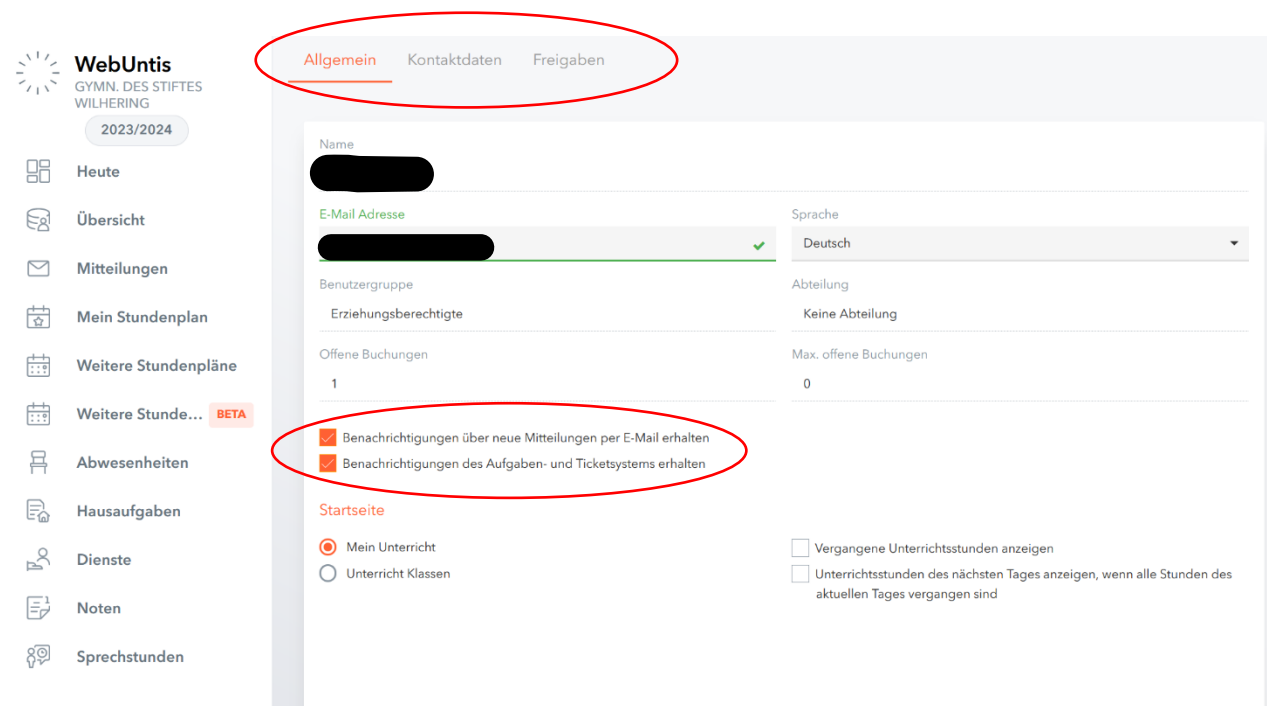 WebUntis
GYMN. DES STIFTES
WILHERING
2023/2024
Heute
Übersicht
Mitteilungen
Mein Stundenplan
Weitere Stundenpläne
Weitere Stunde... BETA
Abwesenheiten
Hausaufgaben
Dienste
Noten
Sprechstunden
Allgemein Kontaktdaten Freigaben
Name
E-Mail Adresse
Sprache
Deutsch
Benutzergruppe
Erziehungsberechtigte
Abteilung
Keine Abteilung
Offene Buchungen
1
Max. offene Buchungen
0
Benachrichtigungen über neue Mitteilungen per E-Mail erhalten
Benachrichtigungen des Aufgaben- und Ticketsystems erhalten
Startseite
Mein Unterricht
Unterricht Klassen
Vergangene Unterrichtsstunden anzeigen
Unterrichtsstunden des nächsten Tages anzeigen, wenn alle Stunden des
aktuellen Tages vergangen sind